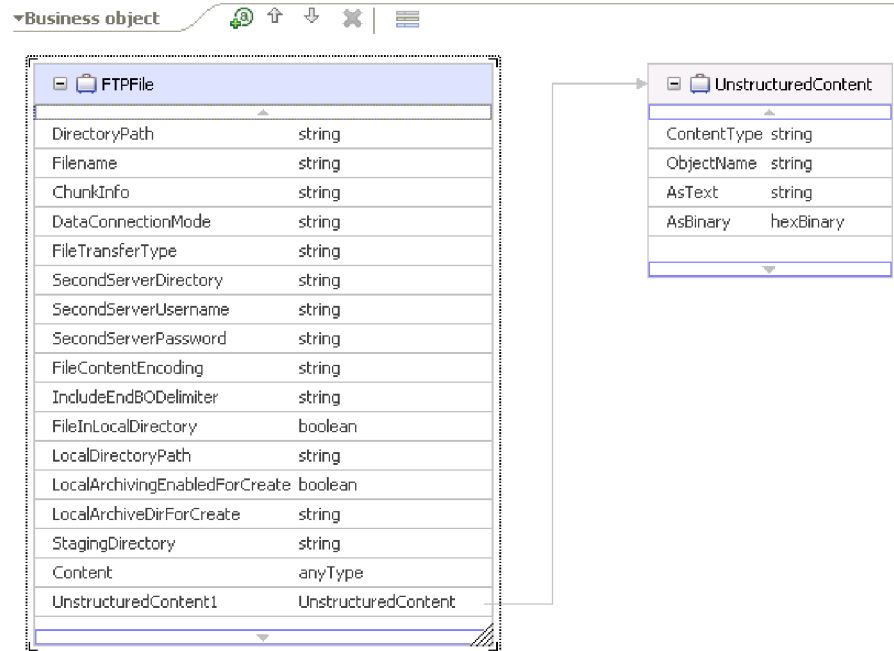 Business object
FTPFile
DirectoryPath string
Filename string
ChunkInfo string
DataConnectionMode string
FileTransferType string
SecondServerDirectory string
SecondServerUsername string
SecondServerPassword string
FileContentEncoding string
IncludeEndBODelimiter string
FileInLocalDirectory boolean
LocalDirectoryPath string
LocalArchivingEnabledForCreate boolean
LocalArchiveDirForCreate string
StagingDirectory string
Content anyType
UnstructuredContent1 UnstructuredContent
UnstructuredContent
ContentType string
ObjectName string
AsText string
AsBinary hexBinary